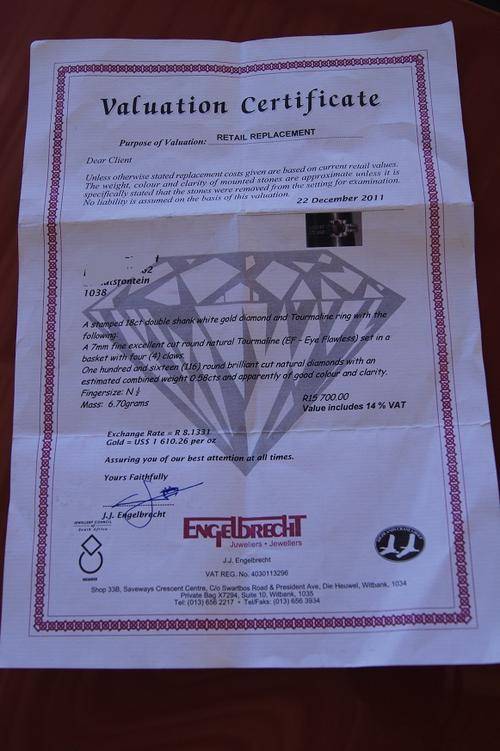 Valuation Certificate
Purpose of Valuation: RETAIL REPLACEMENT
Dear Client
Unless otherwise stated replacement costs given are based on current retail values.
The weight, colour and clarity of mounted stones are approximate unless it is
specifically stated that the stones were removed from the setting for examination.
No liability is assumed on the basis of this valuation.
22 December 2011
1038
A stamped 18ct double shank white gold diamond and Tourmaline ring with the
following:
A 7mm fine excellent cut round natural Tourmaline (EF - Eye Flawless) set in a
basket with four (4) claws.
One hundred and sixteen (116) round brilliant cut natural diamonds with an
estimated combined weight 0.58cts and apparently of good colour and clarity.
Fingersize: N ½
Mass: 6.70grams
R15 700.00
Value includes 14% VAT
Exchange Rate = R 8.1331
Gold = US$ 1 610.26 per oz
Assuring you of our best attention at all times.
Yours Faithfully
J.J. Engelbrecht
JEWELLERY COUNCIL
of South Africa
MEMBER
ENGELBRECHT
Juweliers • Jewellers
J.J. Engelbrecht
VAT REG. No. 4030113296
Shop 33B, Saveways Crescent Centre, C/o Swartbos Road & President Ave, Die Heuwel, Witbank, 1034
Private Bag X7294, Suite 10, Witbank, 1035
Tel: (013) 656 2217 • Tel/Faks: (013) 656 3934